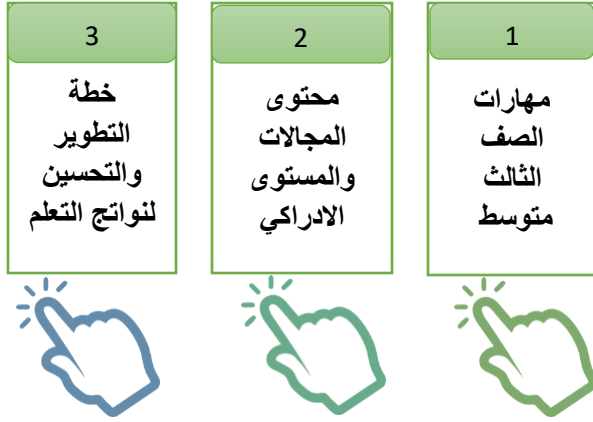 1
مهارات
الصف
الثالث
متوسط
2
محتوى
المجالات
والمستوى
الادراكي
3
خطة
التطوير
والتحسين
لنواتج التعلم